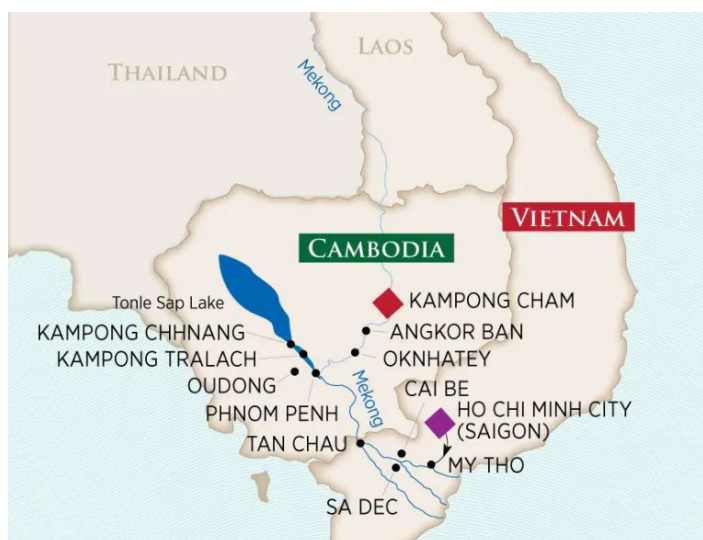 LAOS
THAILAND
Mekong
VIETNAM
CAMBODIA
Tonle Sap Lake
KAMPONG CHAM
KAMPONG CHHNANG
ANGKOR BAN
KAMPONG TRALACH
OKNHATEY
OUDONG
CAI BE
PHNOM PENH
Mekong
HO CHI MINH CITY
(SAIGON)
TAN CHAU
MY THO
SA DEC